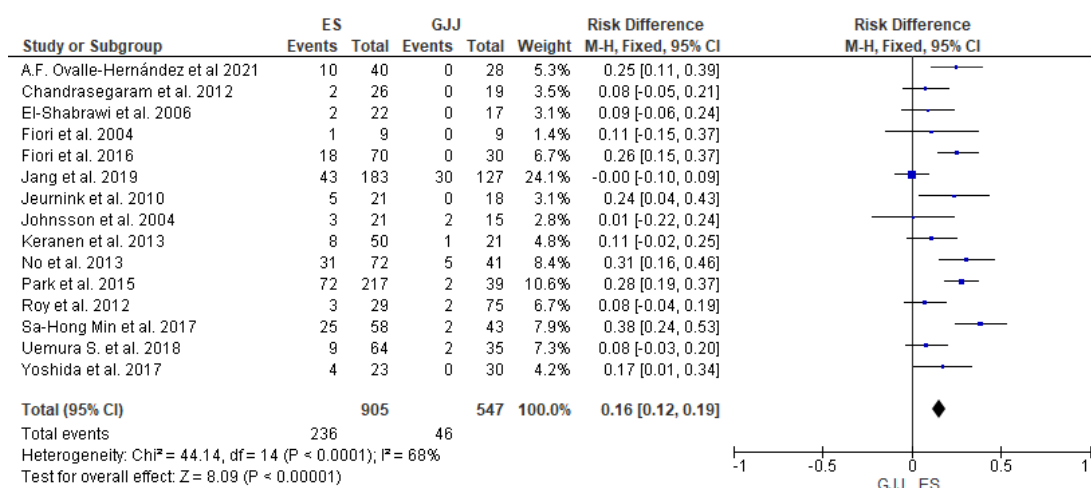 ES GJJ Risk Difference Risk Difference
Study or Subgroup Events Total Events Total Weight M-H, Fixed, 95% CI M-H, Fixed, 95% CI
A.F. Ovalle-Hernández et al 2021 10 40 0 28 5.3% 0.25 [0.11, 0.39]
Chandrasegaram et al. 2012 2 26 0 19 3.5% 0.08 [-0.05, 0.21]
El-Shabrawi et al. 2006 2 22 0 17 3.1% 0.09 [-0.06, 0.24]
Fiori et al. 2004 1 9 0 9 1.4% 0.11 [-0.15, 0.37]
Fiori et al. 2016 18 70 0 30 6.7% 0.26 [0.15, 0.37]
Jang et al. 2019 43 183 30 127 24.1% -0.00 [-0.10, 0.09]
Jeurnink et al. 2010 5 21 0 18 3.1% 0.24 [0.04, 0.43]
Johnsson et al. 2004 3 21 2 15 2.8% 0.01 [-0.22, 0.24]
Keranen et al. 2013 8 50 1 21 4.8% 0.11 [-0.02, 0.25]
No et al. 2013 31 72 5 41 8.4% 0.31 [0.16, 0.46]
Park et al. 2015 72 217 2 39 10.6% 0.28 [0.19, 0.37]
Roy et al. 2012 3 29 2 75 6.7% 0.08 [-0.04, 0.19]
Sa-Hong Min et al. 2017 25 58 2 43 7.9% 0.38 [0.24, 0.53]
Uemura S. et al. 2018 9 64 2 35 7.3% 0.08 [-0.03, 0.20]
Yoshida et al. 2017 4 23 0 30 4.2% 0.17 [0.01, 0.34]
Total (95% CI) 905 547 100.0% 0.16 [0.12, 0.19]
Total events 236 46
Heterogeneity: Chi² = 44.14, df = 14 (P < 0.0001); I² = 68%
Test for overall effect: Z = 8.09 (P < 0.00001)
-1 -0.5 0 0.5 1
GJJ ES